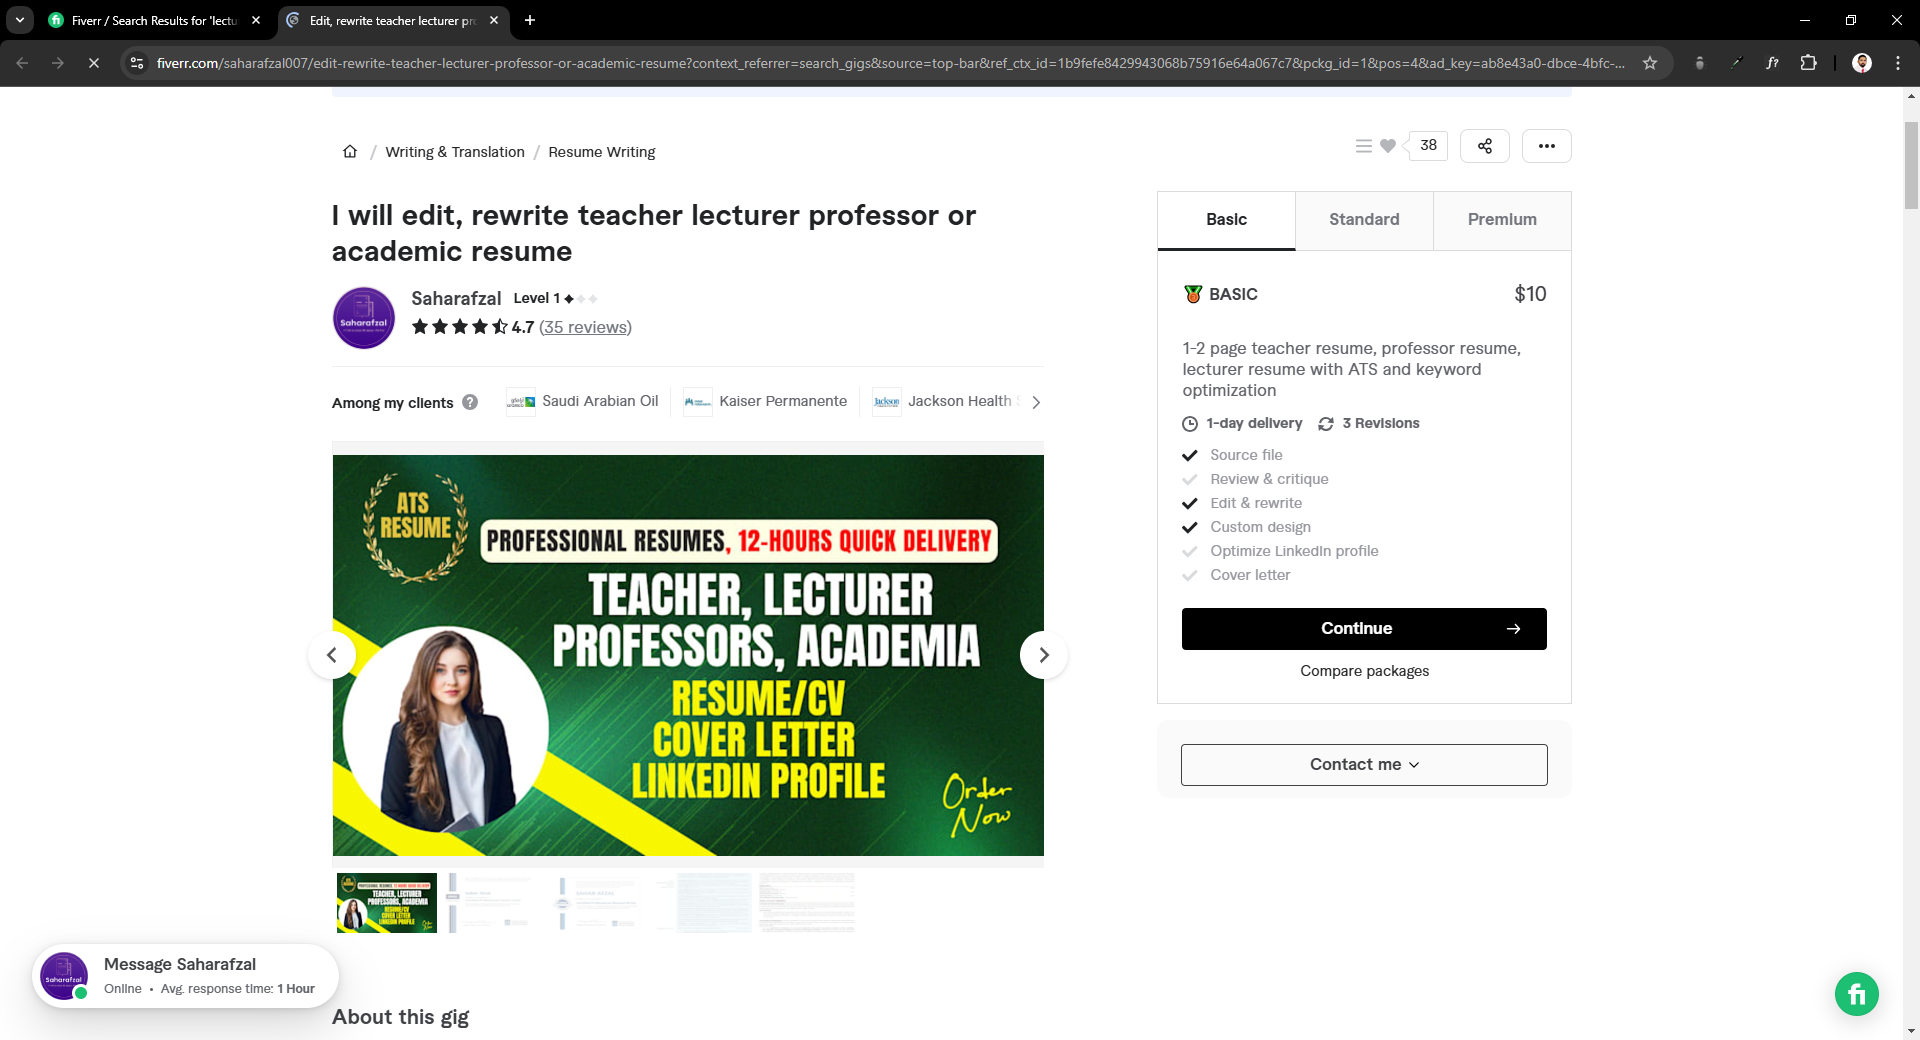 Fiverr / Search Results for 'lectu
Edit, rewrite teacher lecturer pr
fiverr.com/saharafzal007/edit-rewrite-teacher-lecturer-professor-or-academic-resume?context_referrer=search_gigs&source=top-bar&ref_ctx_id=1b9fefe8429943068b75916e64a067c7&pckg_id=1&pos=4&ad_key=ab8e43a0-dbce-4bfc-...
Writing & Translation / Resume Writing
38
I will edit, rewrite teacher lecturer professor or
academic resume
Saharafzal Level 1
4.7 (35 reviews)
Among my clients
Saudi Arabian Oil
Kaiser Permanente
Jackson Health
ATS
RESUME
PROFESSIONAL RESUMES, 12-HOURS QUICK DELIVERY
TEACHER, LECTURER
PROFESSORS, ACADEMIA
RESUME/CV
COVER LETTER
LINKEDIN PROFILE
Order
Now
Basic
Standard
Premium
BASIC
$10
1-2 page teacher resume, professor resume,
lecturer resume with ATS and keyword
optimization
1-day delivery
3 Revisions
Source file
Review & critique
Edit & rewrite
Custom design
Optimize LinkedIn profile
Cover letter
Continue
Compare packages
Contact me
Message Saharafzal
Online • Avg. response time: 1 Hour
About this gig
fi